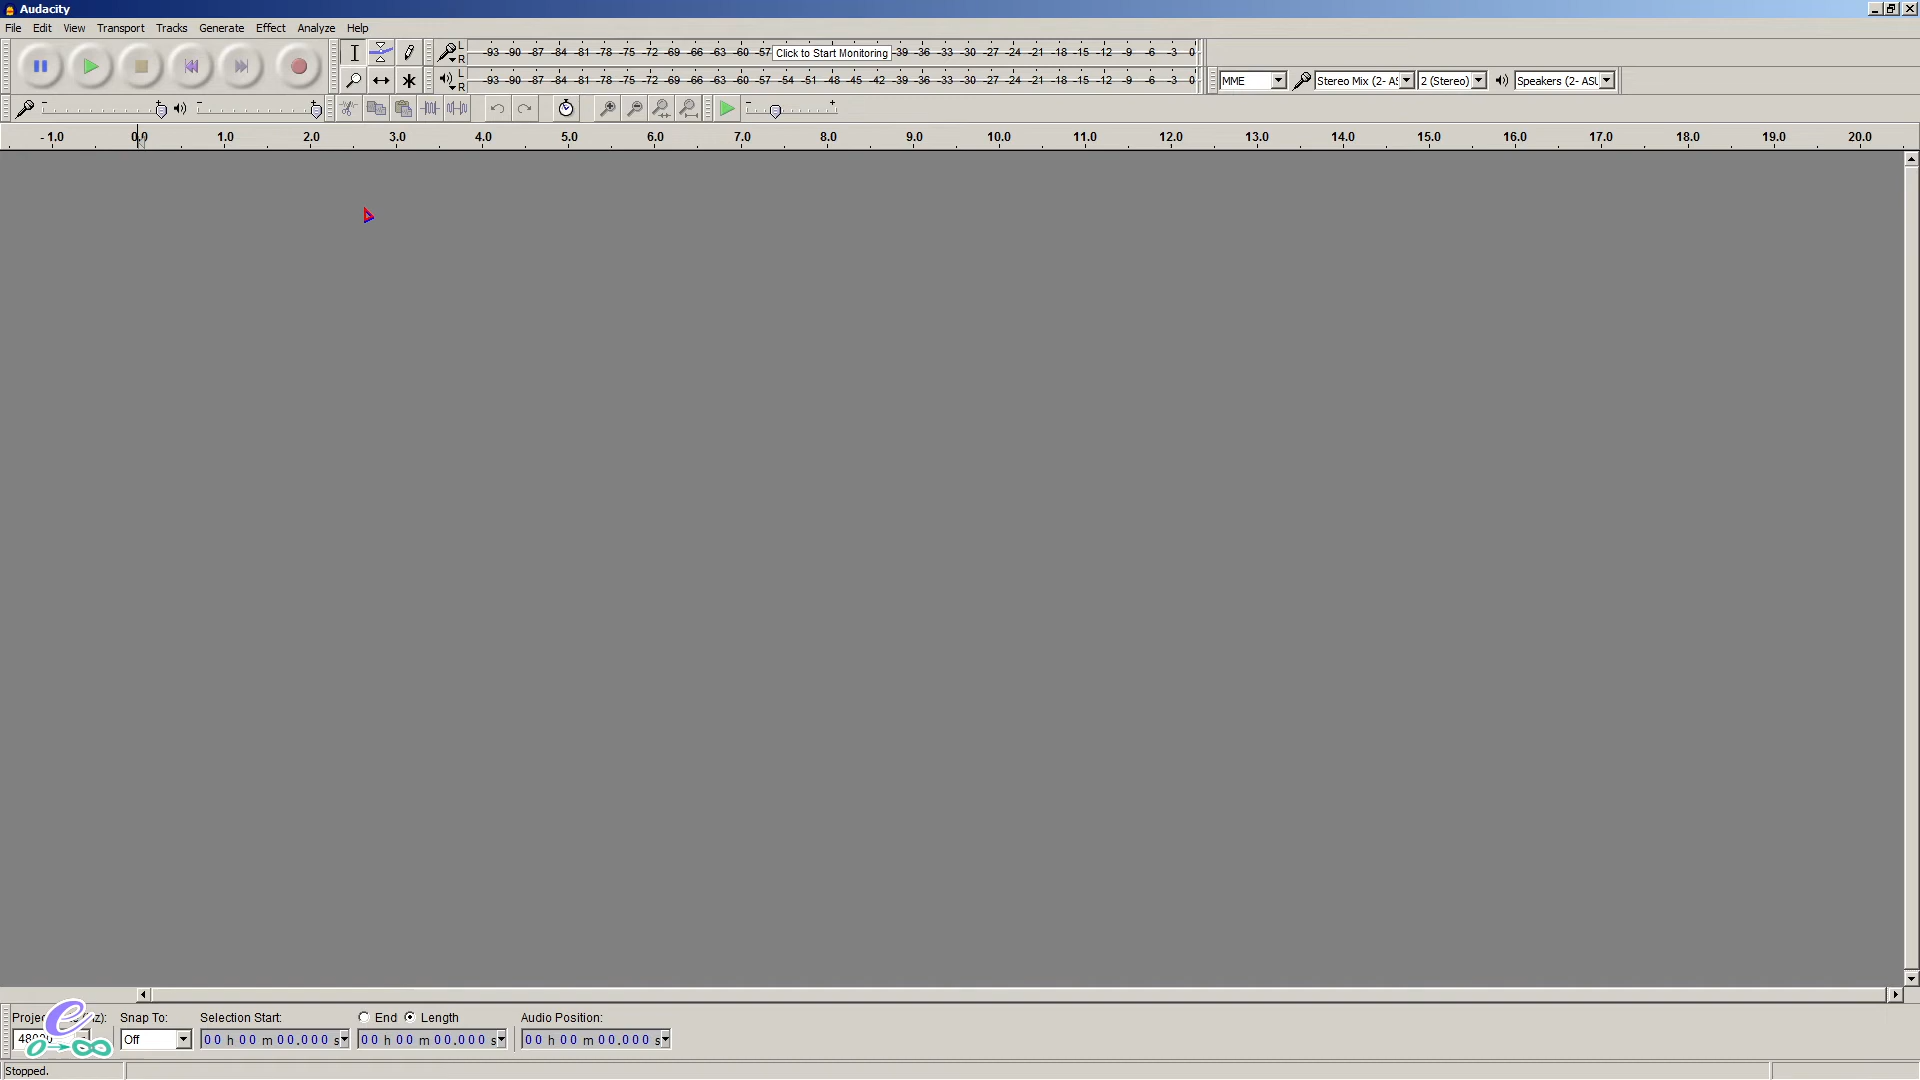 Audacity
File Edit View Transport Tracks Generate Effect Analyze Help
L -93 -90 -87 -84 -81 -78 -75 -72 -69 -66 -63 -60 -57 Click to Start Monitoring -39 -36 -33 -30 -27 -24 -21 -18 -15 -12 -9 -6 -3 0
R
L -93 -90 -87 -84 -81 -78 -75 -72 -69 -66 -63 -60 -57 -54 -51 -48 -45 -42 -39 -36 -33 -30 -27 -24 -21 -18 -15 -12 -9 -6 -3 0
R
MME Stereo Mix (2- AS 2 (Stereo) Speakers (2- ASU
- 1.0 0.0 1.0 2.0 3.0 4.0 5.0 6.0 7.0 8.0 9.0 10.0 11.0 12.0 13.0 14.0 15.0 16.0 17.0 18.0 19.0 20.0
Snap To: Selection Start: End Length Audio Position:
Off 00 h 00 m 00.000 s 00 h 00 m 00.000 s 00 h 00 m 00.000 s
Stopped.